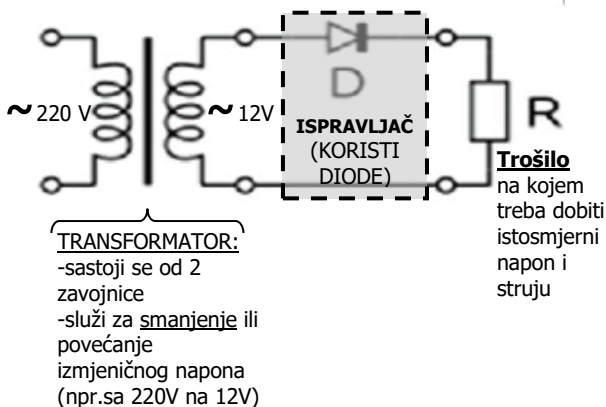 ~ 220 V
~ 12V
D
ISPRAVLJAČ
(KORISTI
DIODE)
R
Trošilo
na kojem
treba dobiti
istosmjerni
napon i
struju
TRANSFORMATOR:
-sastoji se od 2
zavojnice
-služi za smanjenje ili
povećanje
izmjeničnog napona
(npr.sa 220V na 12V)